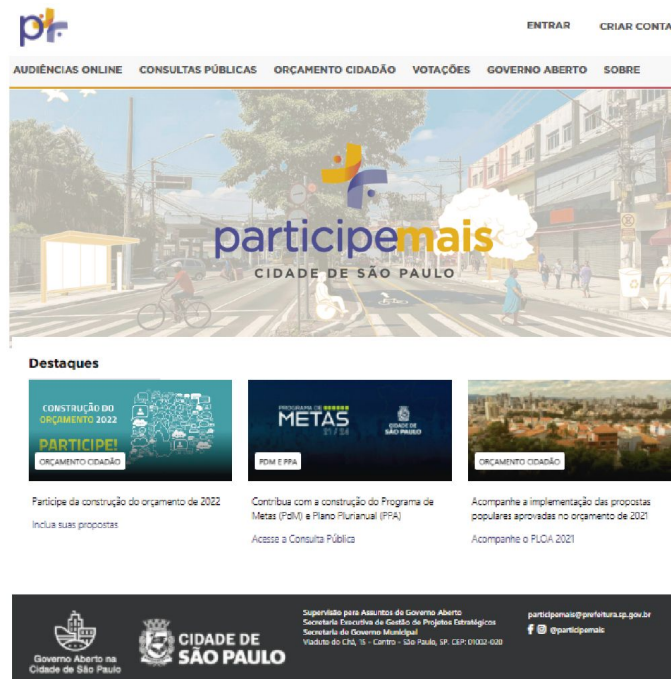 p+
ENTRAR CRIAR CONTA
AUDIÊNCIAS ONLINE CONSULTAS PÚBLICAS ORÇAMENTO CIDADÃO VOTAÇÕES GOVERNO ABERTO SOBRE
participemais
CIDADE DE SÃO PAULO
Destaques
CONSTRUÇÃO DO
ORÇAMENTO 2022
PARTICIPE!
ORÇAMENTO CIDADÃO
Participe da construção do orçamento de 2022
Inclua suas propostas
PROGRAMA DE
METAS
21 / 24
CIDADE DE
SÃO PAULO
PDM E PPA
Contribua com a construção do Programa de
Metas (PdM) e Plano Plurianual (PPA)
Acesse a Consulta Pública
ORÇAMENTO CIDADÃO
Acompanhe a implementação das propostas
populares aprovadas no orçamento de 2021
Acompanhe o PLOA 2021
Governo Aberto na
Cidade de São Paulo
CIDADE DE
SÃO PAULO
Supervisão para Assuntos de Governo Aberto
Secretaria Executiva de Gestão de Projetos Estratégicos
Secretaria de Governo Municipal
Viaduto do Chá, 15 - Centro - São Paulo, SP. CEP: 01002-020
participemais@prefeitura.sp.gov.br
@participemais